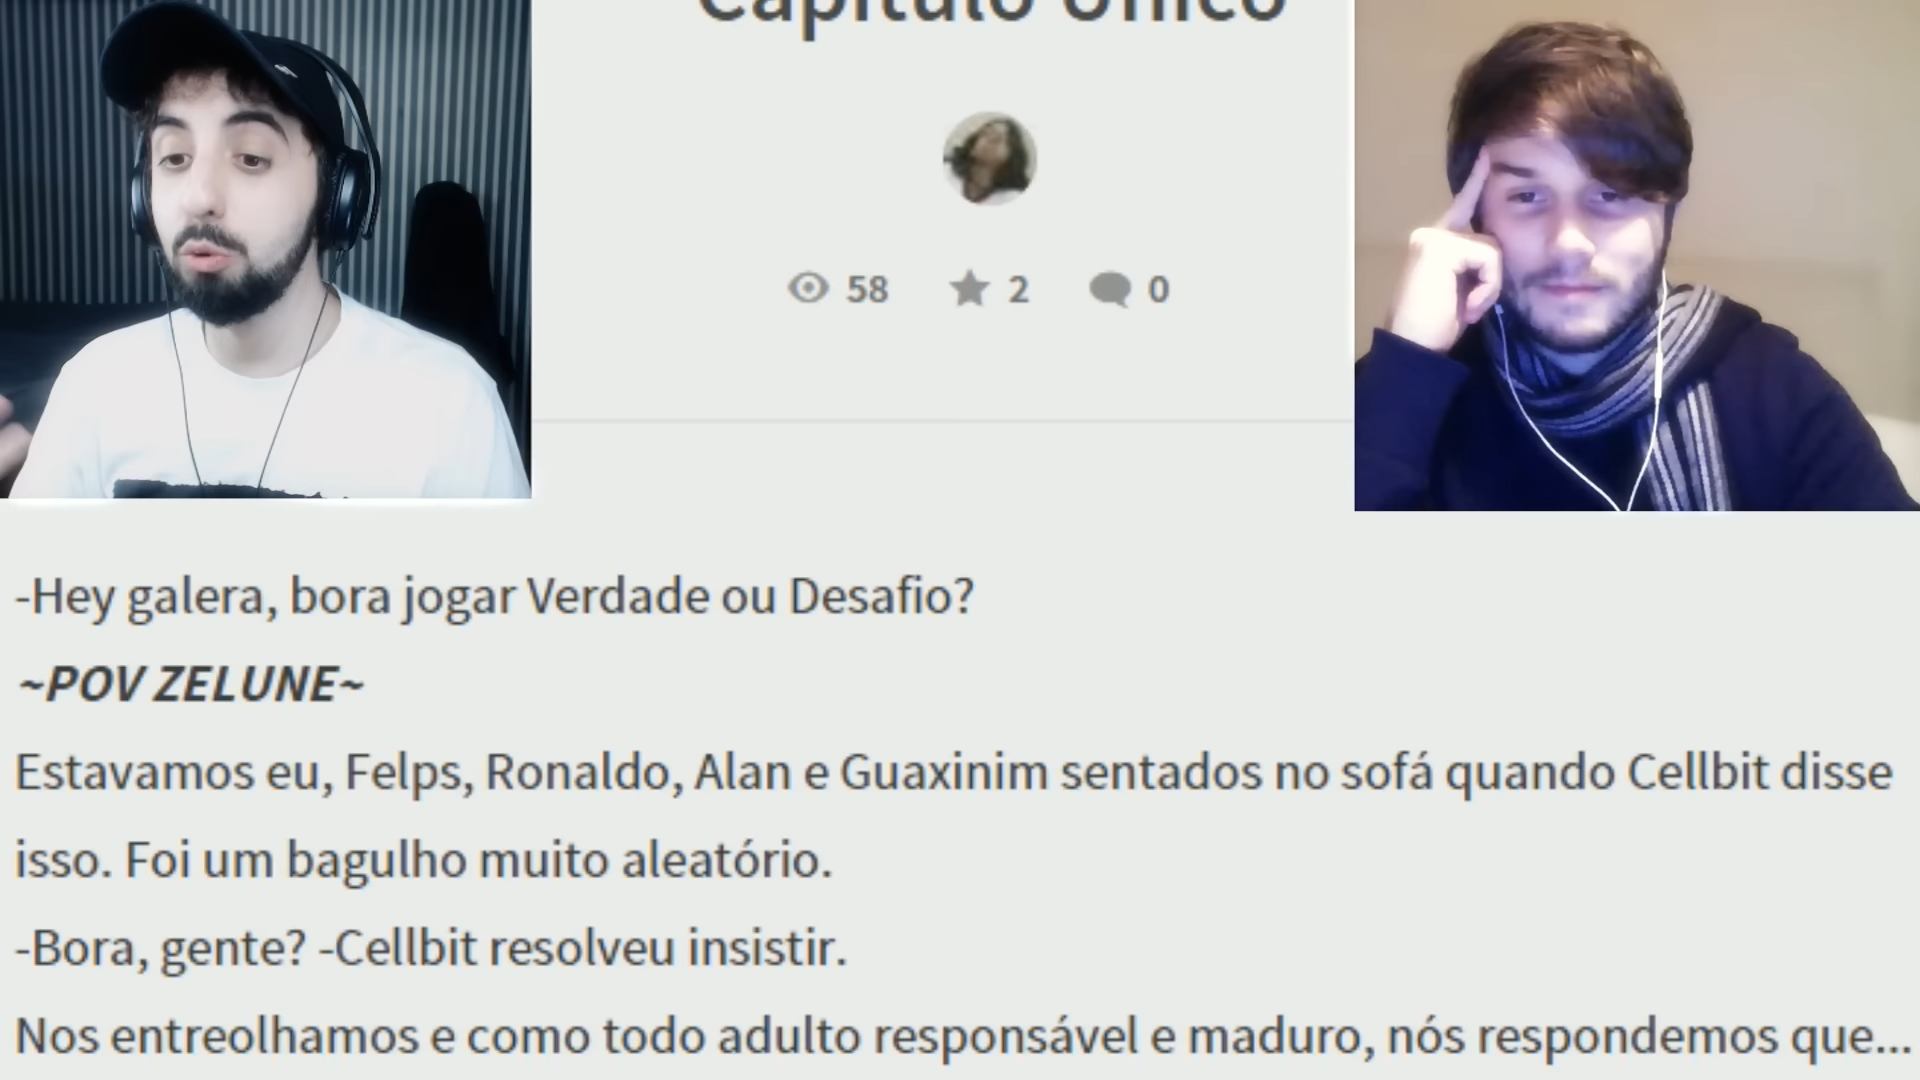 Capítulo Único
58 2 0
-Hey galera, bora jogar Verdade ou Desafio?
~POV ZELUNE~
Estavamos eu, Felps, Ronaldo, Alan e Guaxinim sentados no sofá quando Cellbit disse
isso. Foi um bagulho muito aleatório.
-Bora, gente? -Cellbit resolveu insistir.
Nos entreolhamos e como todo adulto responsável e maduro, nós respondemos que...